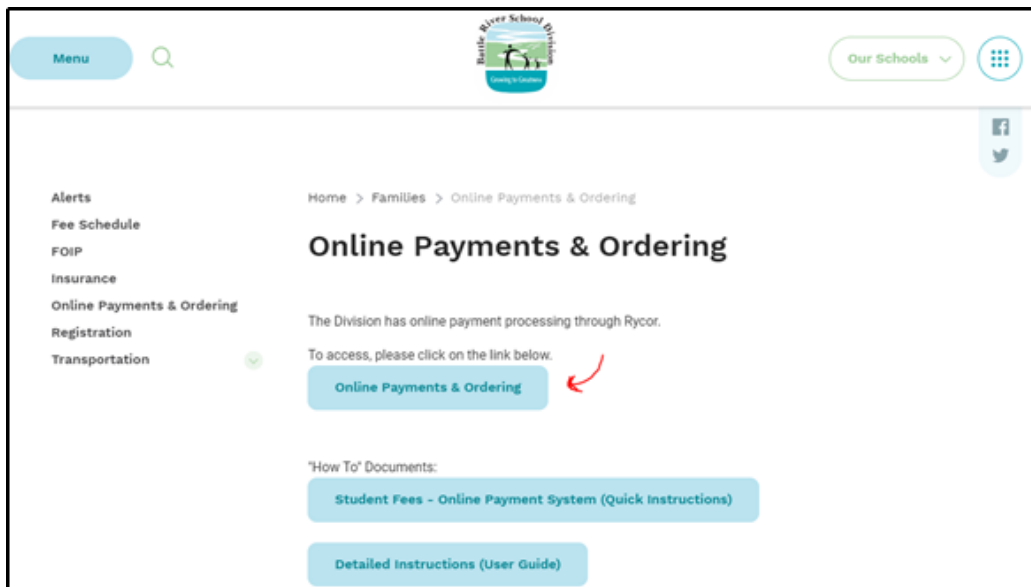 Menu
Battle River School Division
Growing to Greatness
Our Schools
Alerts
Fee Schedule
FOIP
Insurance
Online Payments & Ordering
Registration
Transportation
Home > Families > Online Payments & Ordering
Online Payments & Ordering
The Division has online payment processing through Rycor.
To access, please click on the link below.
Online Payments & Ordering
"How To" Documents:
Student Fees - Online Payment System (Quick Instructions)
Detailed Instructions (User Guide)